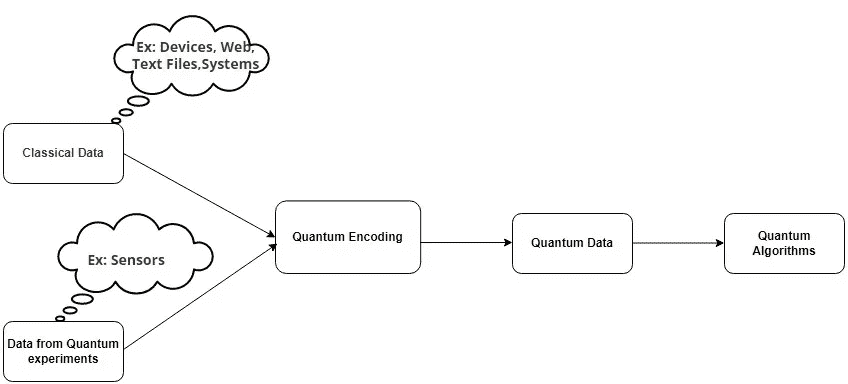 Ex: Devices, Web,
Text Files,Systems
Classical Data
Quantum Encoding
Quantum Data
Quantum
Algorithms
Ex: Sensors
Data from Quantum
experiments